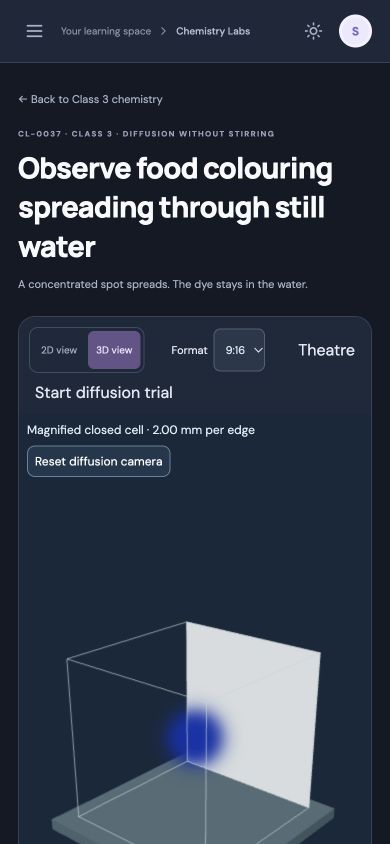 Your learning space > Chemistry Labs
S
← Back to Class 3 chemistry
CL-0037 · CLASS 3 · DIFFUSION WITHOUT STIRRING
Observe food colouring
spreading through still
water
A concentrated spot spreads. The dye stays in the water.
2D view 3D view Format 9:16 Theatre
Start diffusion trial
Magnified closed cell · 2.00 mm per edge
Reset diffusion camera